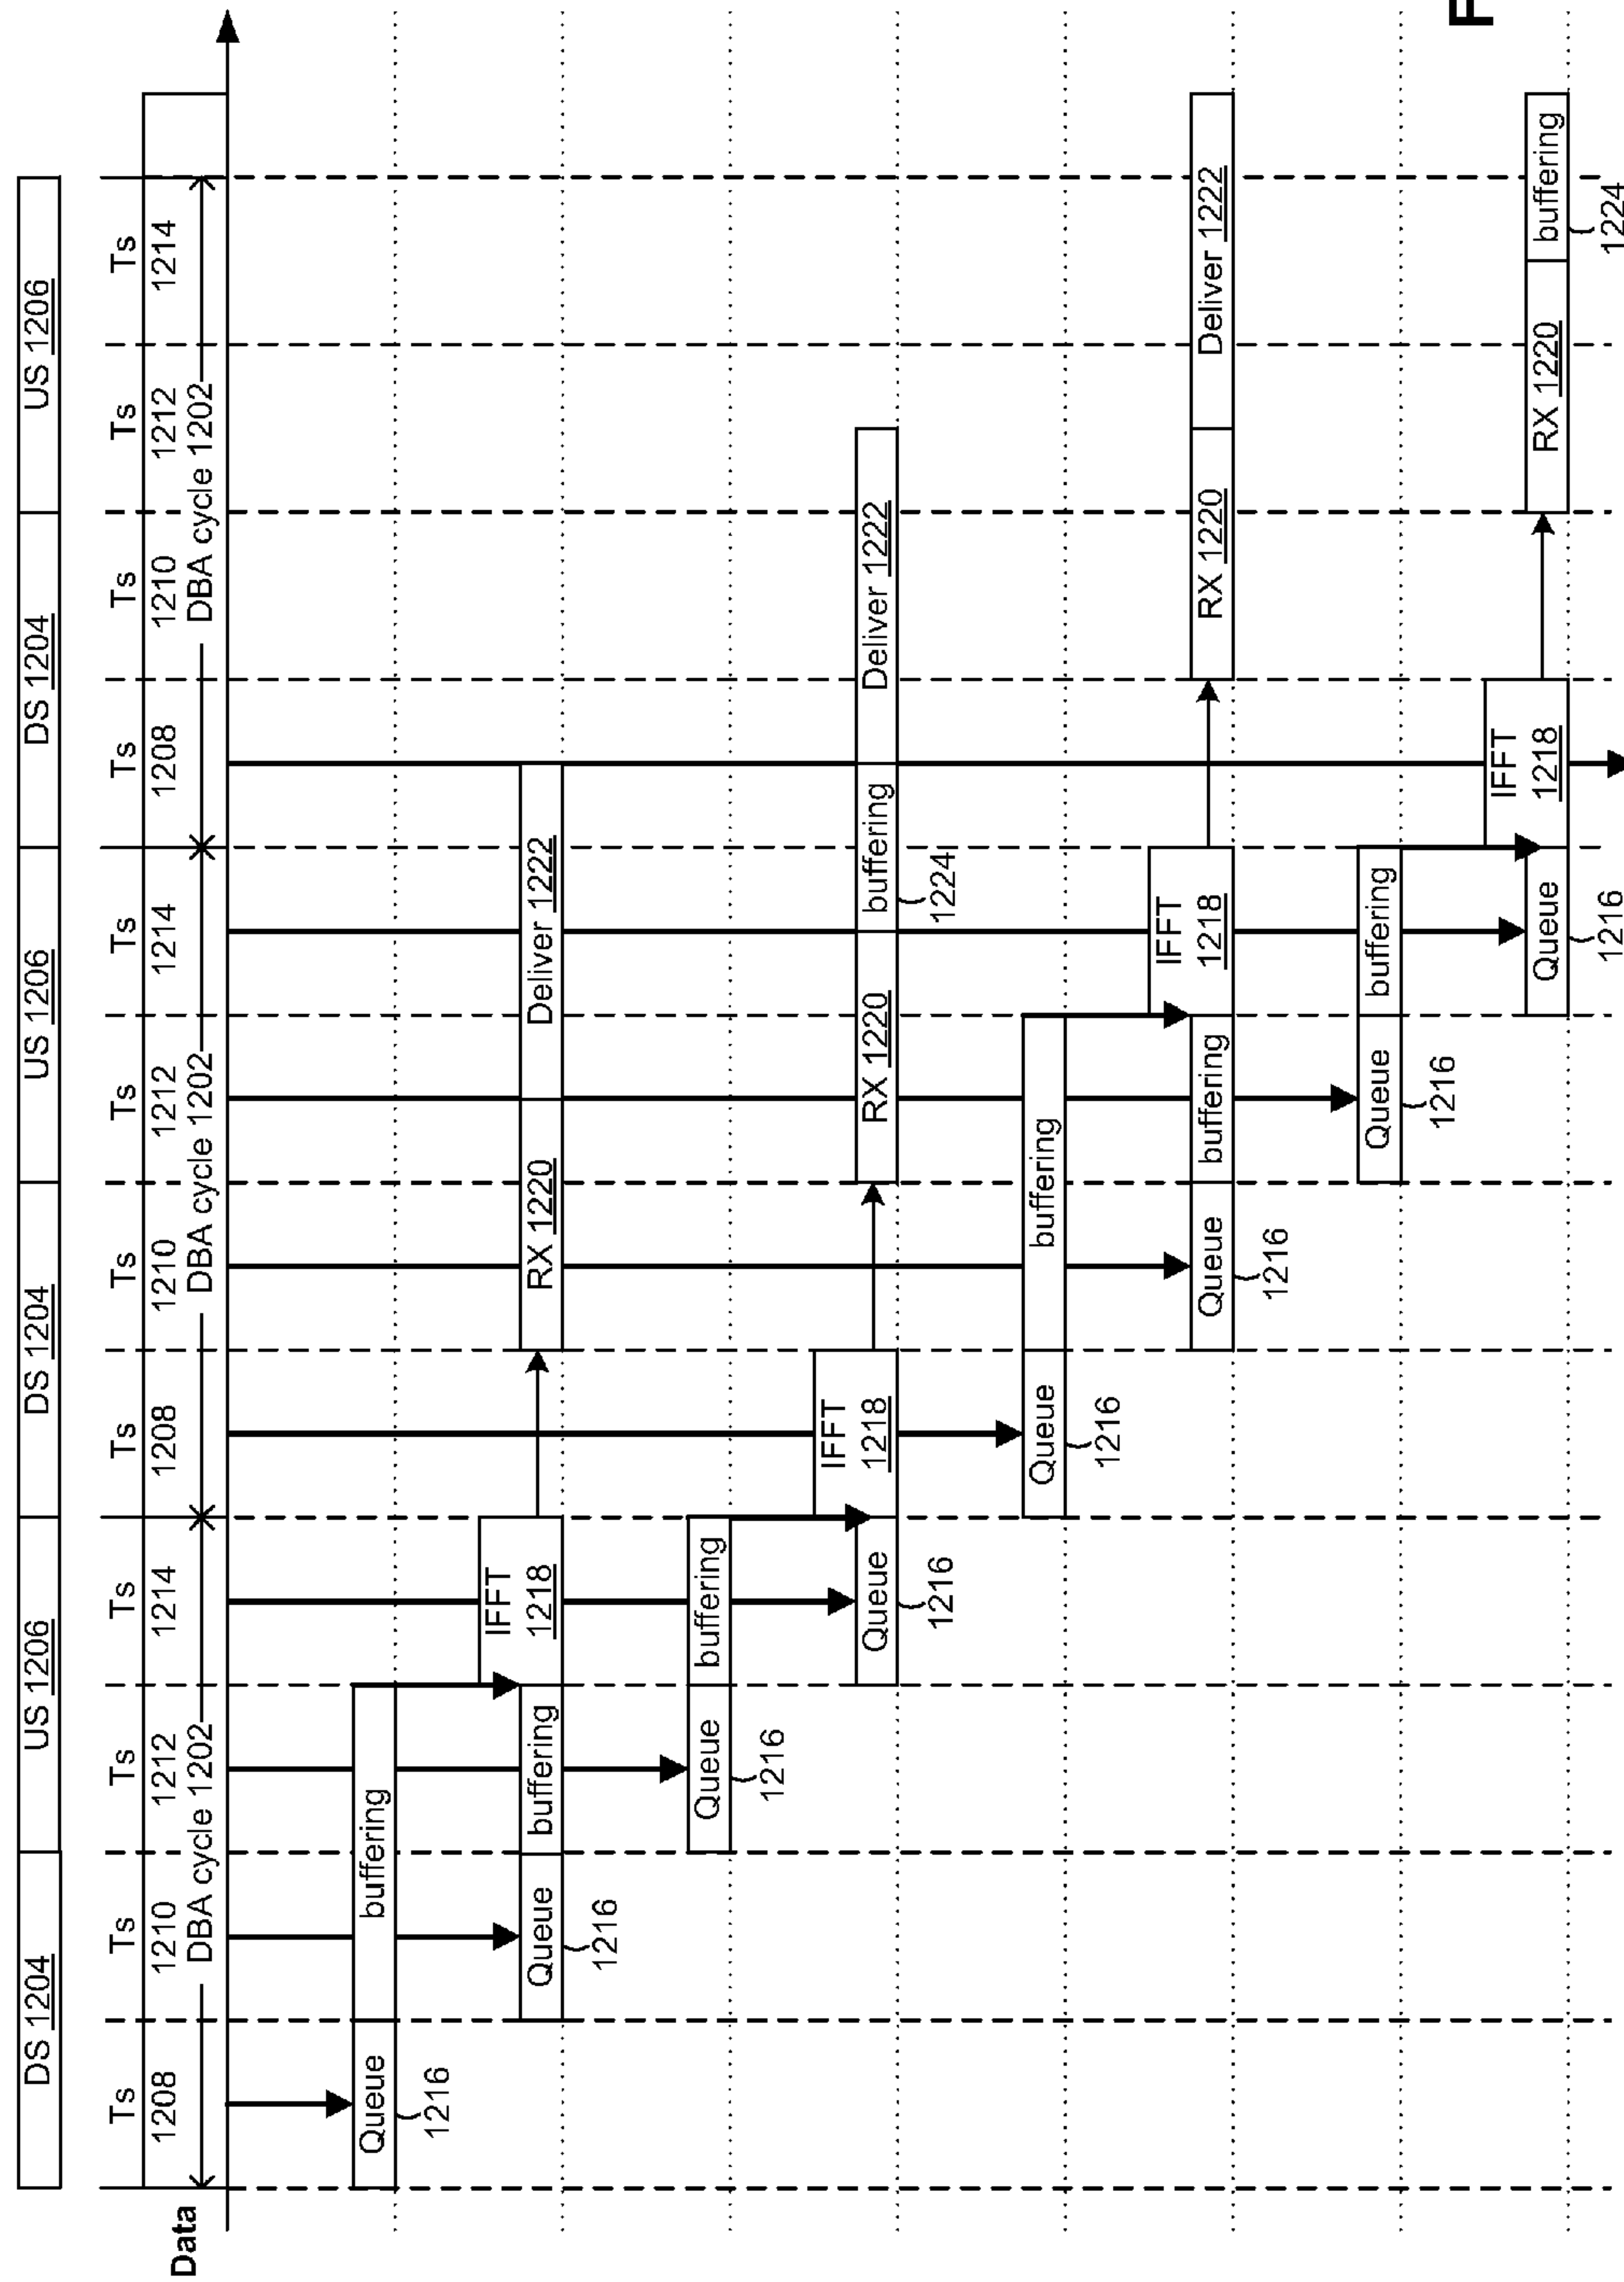 DS 1204 US 1206 DS 1204 US 1206 DS 1204 US 1206
Ts Ts Ts Ts Ts Ts Ts Ts Ts Ts Ts Ts
1208 1210 1212 1214 1208 1210 1212 1214 1208 1210 1212 1214
Data DBA cycle 1202 DBA cycle 1202 DBA cycle 1202
Queue buffering
1216
IFFT
Queue buffering 1218 RX 1220 Deliver 1222
1216
Queue buffering
1216
IFFT
Queue 1218 RX 1220 buffering Deliver 1222
1216 1224
Queue buffering
1216
IFFT
Queue buffering 1218 RX 1220 Deliver 1222
1216
Queue buffering
1216
F
IFFT
Queue 1218 RX 1220 buffering
1216 1224